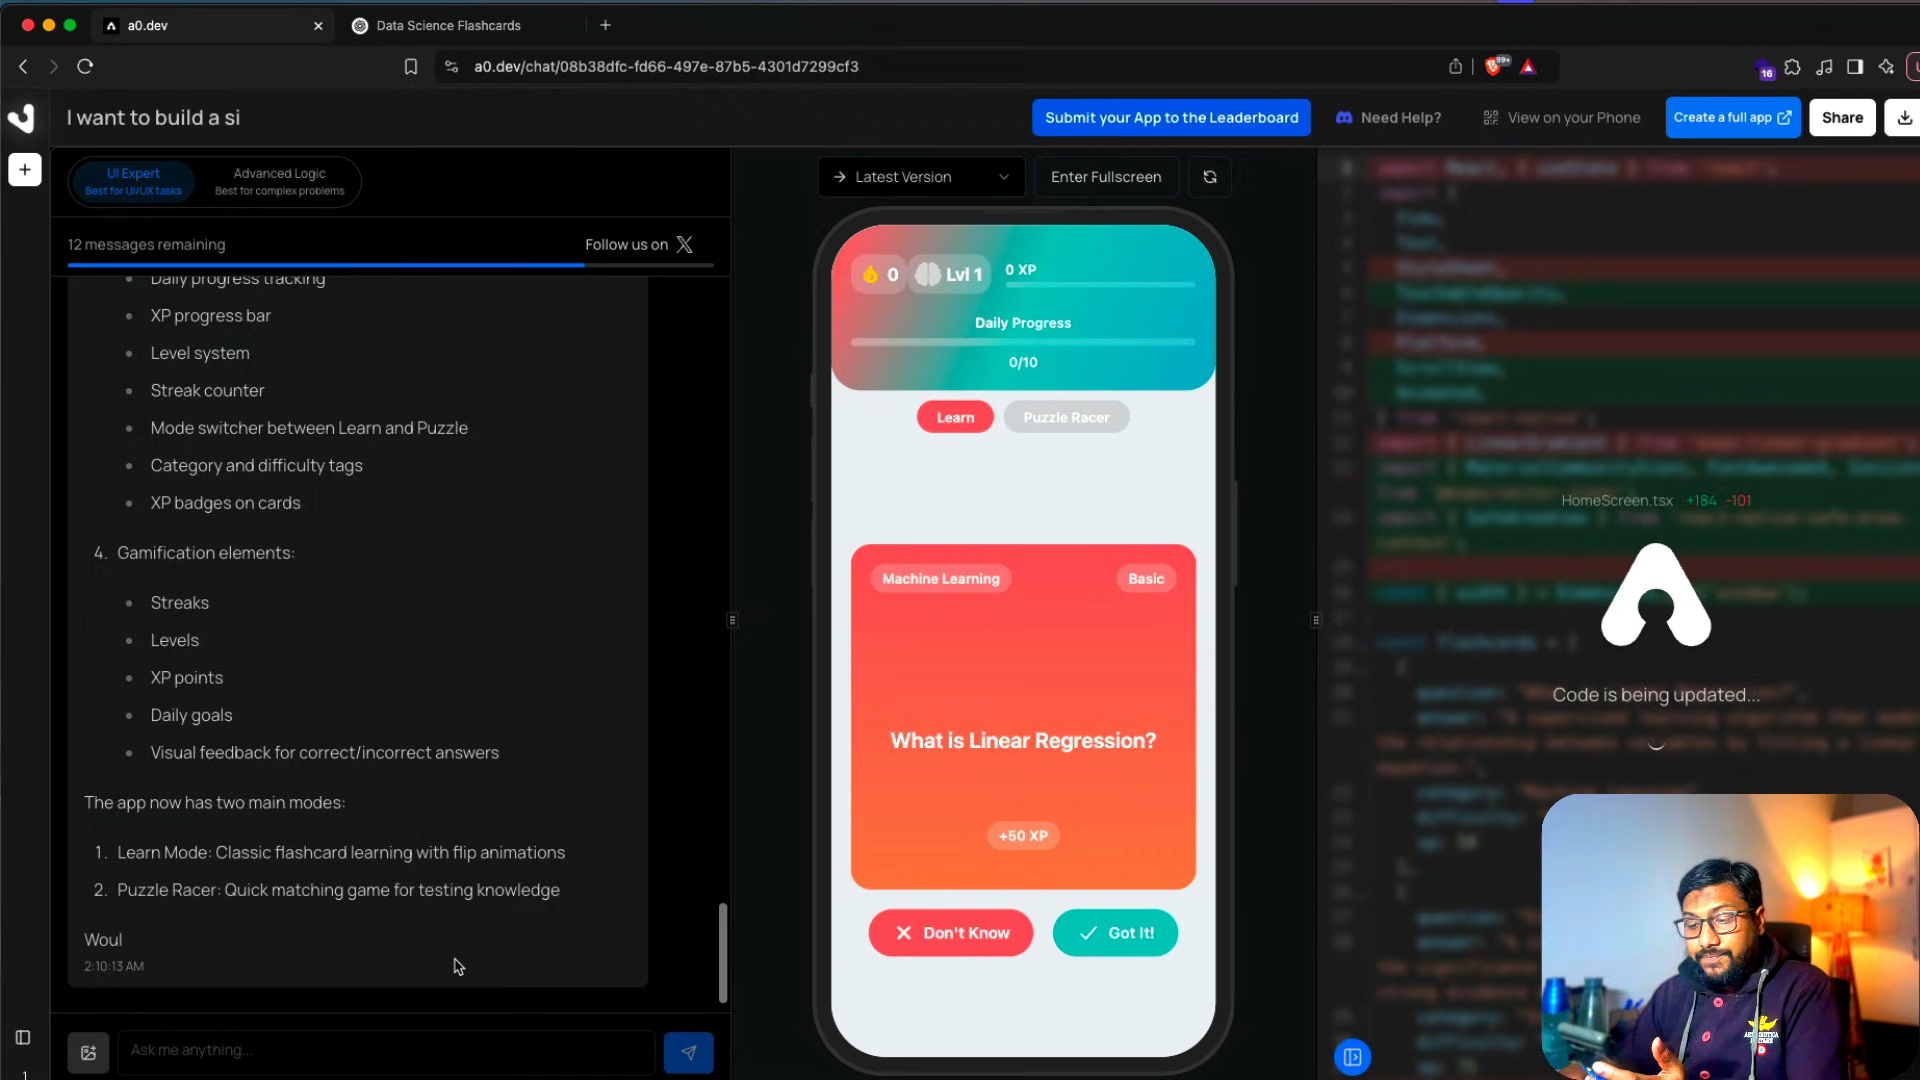 a0.dev
Data Science Flashcards
a0.dev/chat/08b38dfc-fd66-497e-87b5-4301d7299cf3
99+
16
I want to build a si
Submit your App to the Leaderboard
Need Help?
View on your Phone
Create a full app
Share
UI Expert
Best for UI/UX tasks
Advanced Logic
Best for complex problems
12 messages remaining
Follow us on X
Daily progress tracking
XP progress bar
Level system
Streak counter
Mode switcher between Learn and Puzzle
Category and difficulty tags
XP badges on cards
4. Gamification elements:
Streaks
Levels
XP points
Daily goals
Visual feedback for correct/incorrect answers
The app now has two main modes:
1. Learn Mode: Classic flashcard learning with flip animations
2. Puzzle Racer: Quick matching game for testing knowledge
Woul
2:10:13 AM
Ask me anything...
1
Latest Version
Enter Fullscreen
0
Lvl 1
0 XP
Daily Progress
0/10
Learn
Puzzle Racer
Machine Learning
Basic
What is Linear Regression?
+50 XP
Don't Know
Got It!
HomeScreen.tsx +184 -101
Code is being updated...